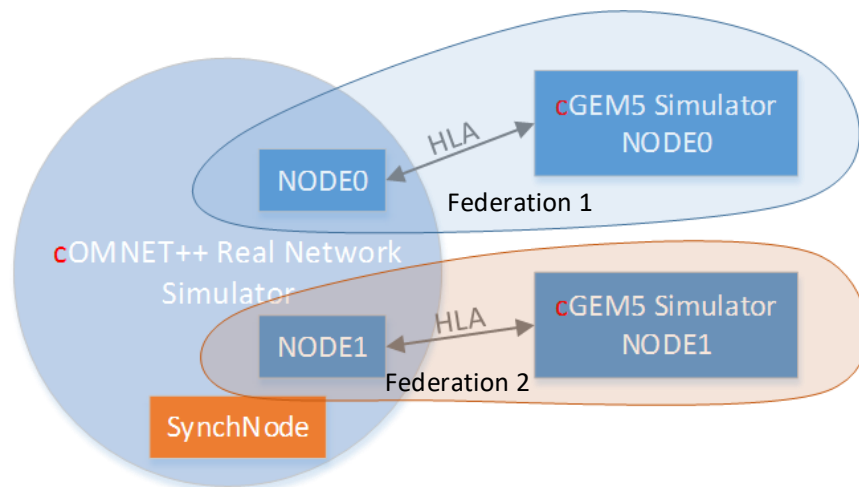 cGEM5 Simulator
NODE0
HLA
NODE0
Federation 1
cOMNET++ Real Network
Simulator
cGEM5 Simulator
NODE1
HLA
NODE1
Federation 2
SynchNode